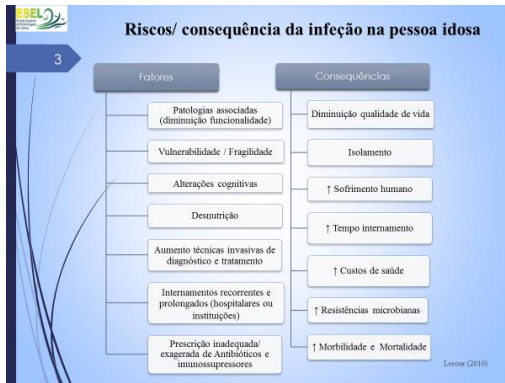 ESEL
Riscos/ consequência da infeção na pessoa idosa
3
Fatores
Patologias associadas
(diminuição funcionalidade)
Vulnerabilidade / Fragilidade
Alterações cognitivas
Desnutrição
Aumento técnicas invasivas de
diagnóstico e tratamento
Internamentos recorrentes e
prolongados (hospitalares ou
instituições)
Prescrição inadequada/
exagerada de Antibióticos e
imunossupressores
Consequências
Diminuição qualidade de vida
Isolamento
↑ Sofrimento humano
↑ Tempo internamento
↑ Custos de saúde
↑ Resistências microbianas
↑ Morbilidade e Mortalidade
Lecour (2010)